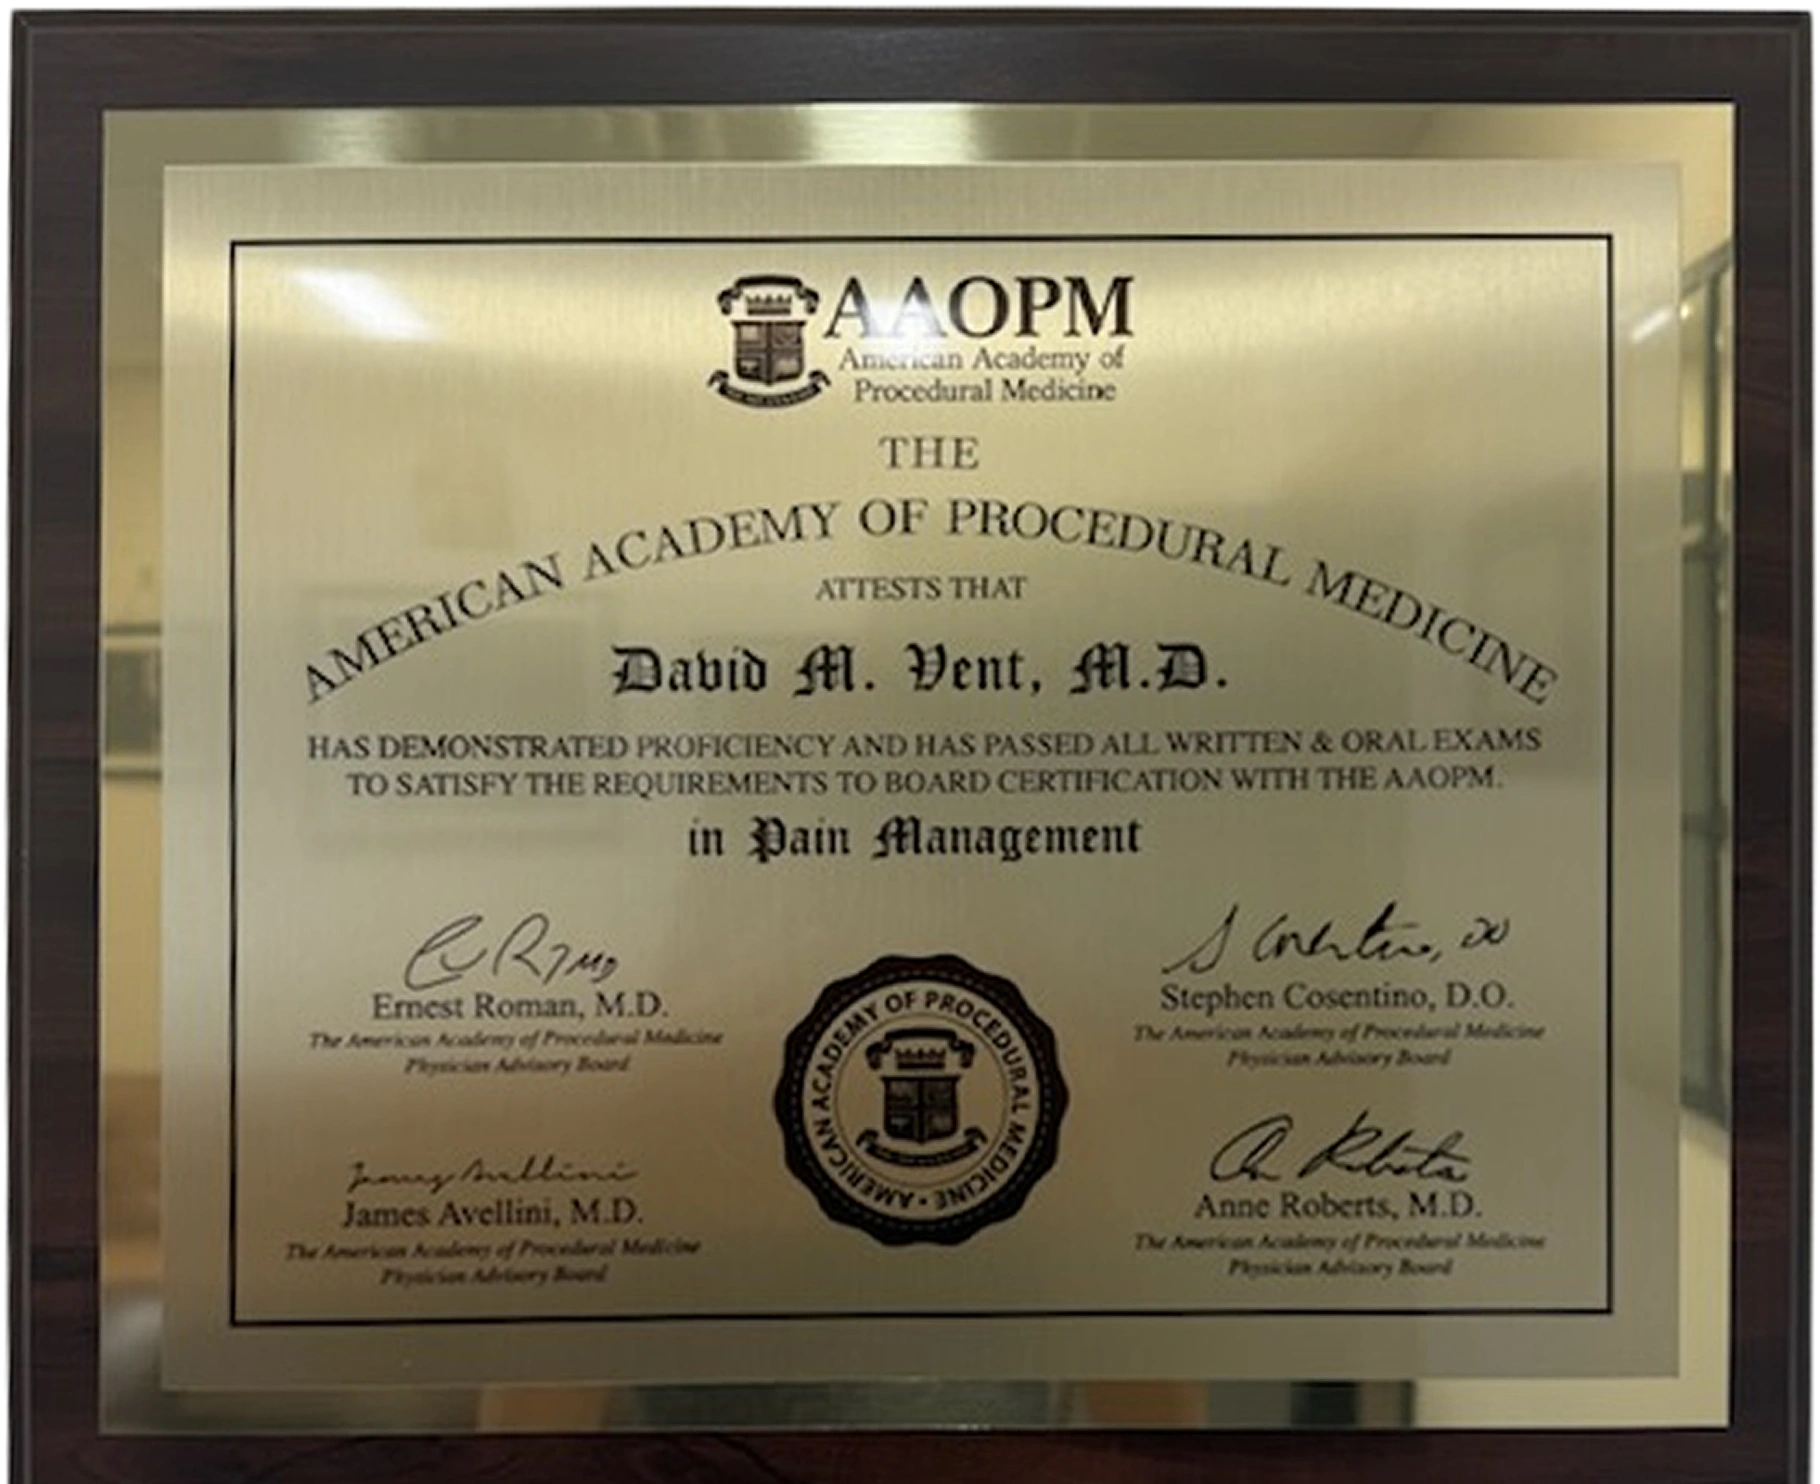 AAOPM
American Academy of
Procedural Medicine
THE
AMERICAN ACADEMY OF PROCEDURAL MEDICINE
ATTESTS THAT
David M. Vent, M.D.
HAS DEMONSTRATED PROFICIENCY AND HAS PASSED ALL WRITTEN & ORAL EXAMS
TO SATISFY THE REQUIREMENTS TO BOARD CERTIFICATION WITH THE AAOPM.
in Pain Management
Ernest Roman, M.D.
The American Academy of Procedural Medicine
Physician Advisory Board
Stephen Cosentino, D.O.
The American Academy of Procedural Medicine
Physician Advisory Board
AMERICAN ACADEMY OF PROCEDURAL MEDICINE •
James Avellini, M.D.
The American Academy of Procedural Medicine
Physician Advisory Board
Anne Roberts, M.D.
The American Academy of Procedural Medicine
Physician Advisory Board